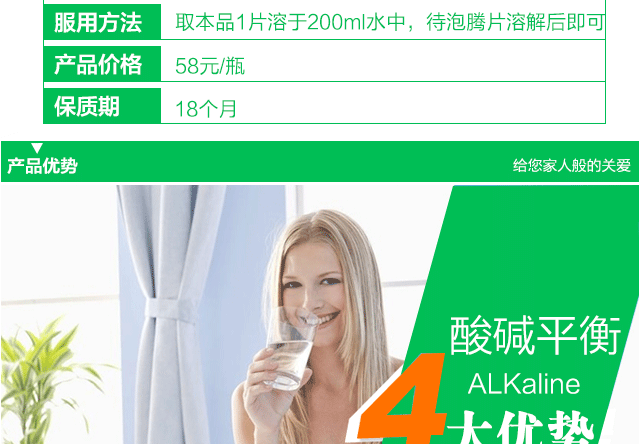 服用方法 取本品1片溶于200ml水中，待泡腾片溶解后即可
产品价格 58元/瓶
保质期 18个月
产品优势 给您家人般的关爱
酸碱平衡
ALKaline
4大优势